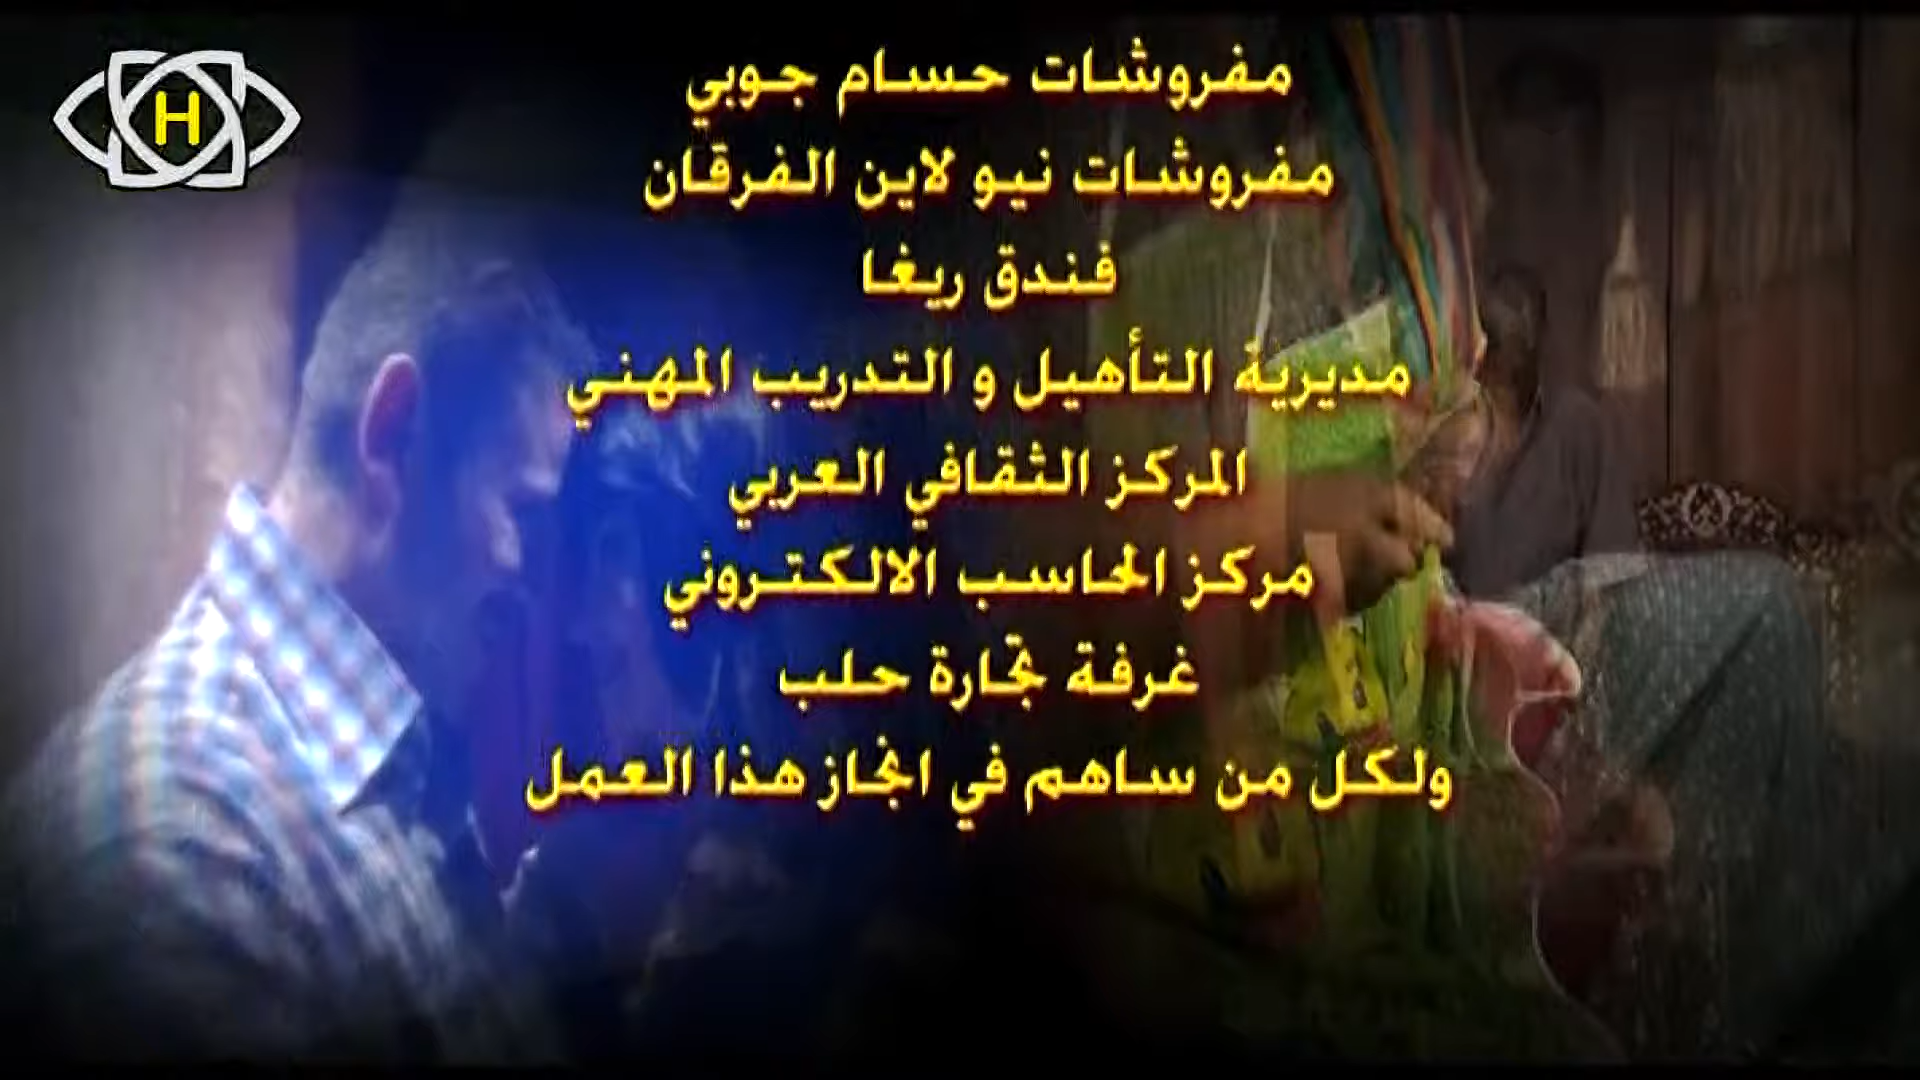 H
مفروشات حسام جوبي
مفروشات نيو لاين الفرقان
فندق ريغا
مديرية التأهيل و التدريب المهني
المركز الثقافي العربي
مركز الحاسب الالكتروني
غرفة تجارة حلب
ولكل من ساهم في انجاز هذا العمل